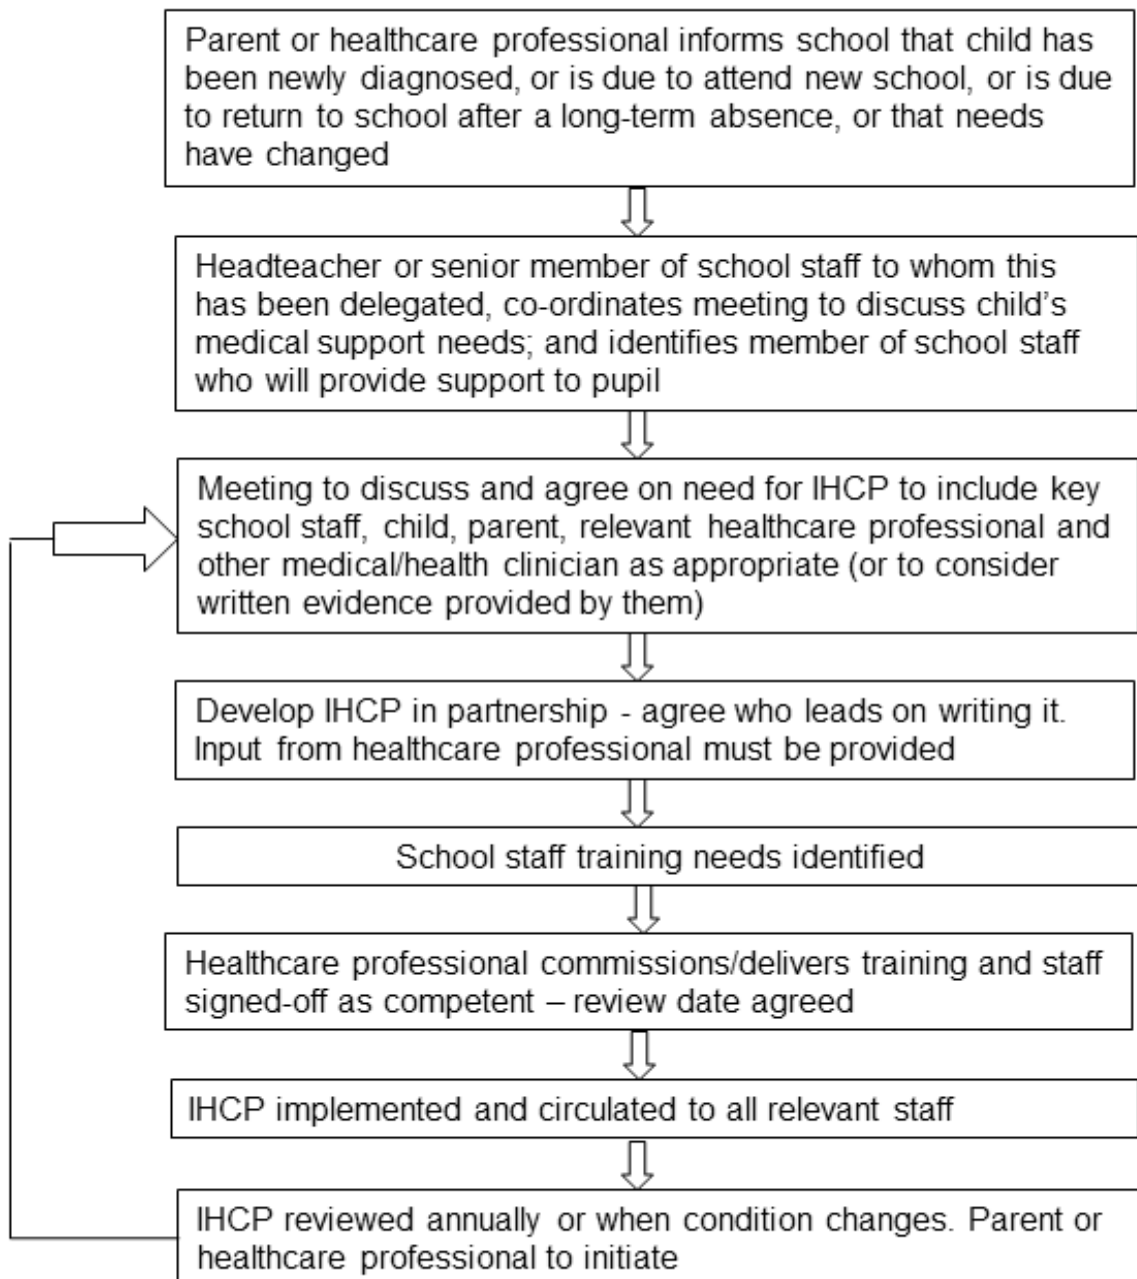 Parent or healthcare professional informs school that child has
been newly diagnosed, or is due to attend new school, or is due
to return to school after a long-term absence, or that needs
have changed
Headteacher or senior member of school staff to whom this
has been delegated, co-ordinates meeting to discuss child's
medical support needs; and identifies member of school staff
who will provide support to pupil
Meeting to discuss and agree on need for IHCP to include key
school staff, child, parent, relevant healthcare professional and
other medical/health clinician as appropriate (or to consider
written evidence provided by them)
Develop IHCP in partnership - agree who leads on writing it.
Input from healthcare professional must be provided
School staff training needs identified
Healthcare professional commissions/delivers training and staff
signed-off as competent – review date agreed
IHCP implemented and circulated to all relevant staff
IHCP reviewed annually or when condition changes. Parent or
healthcare professional to initiate